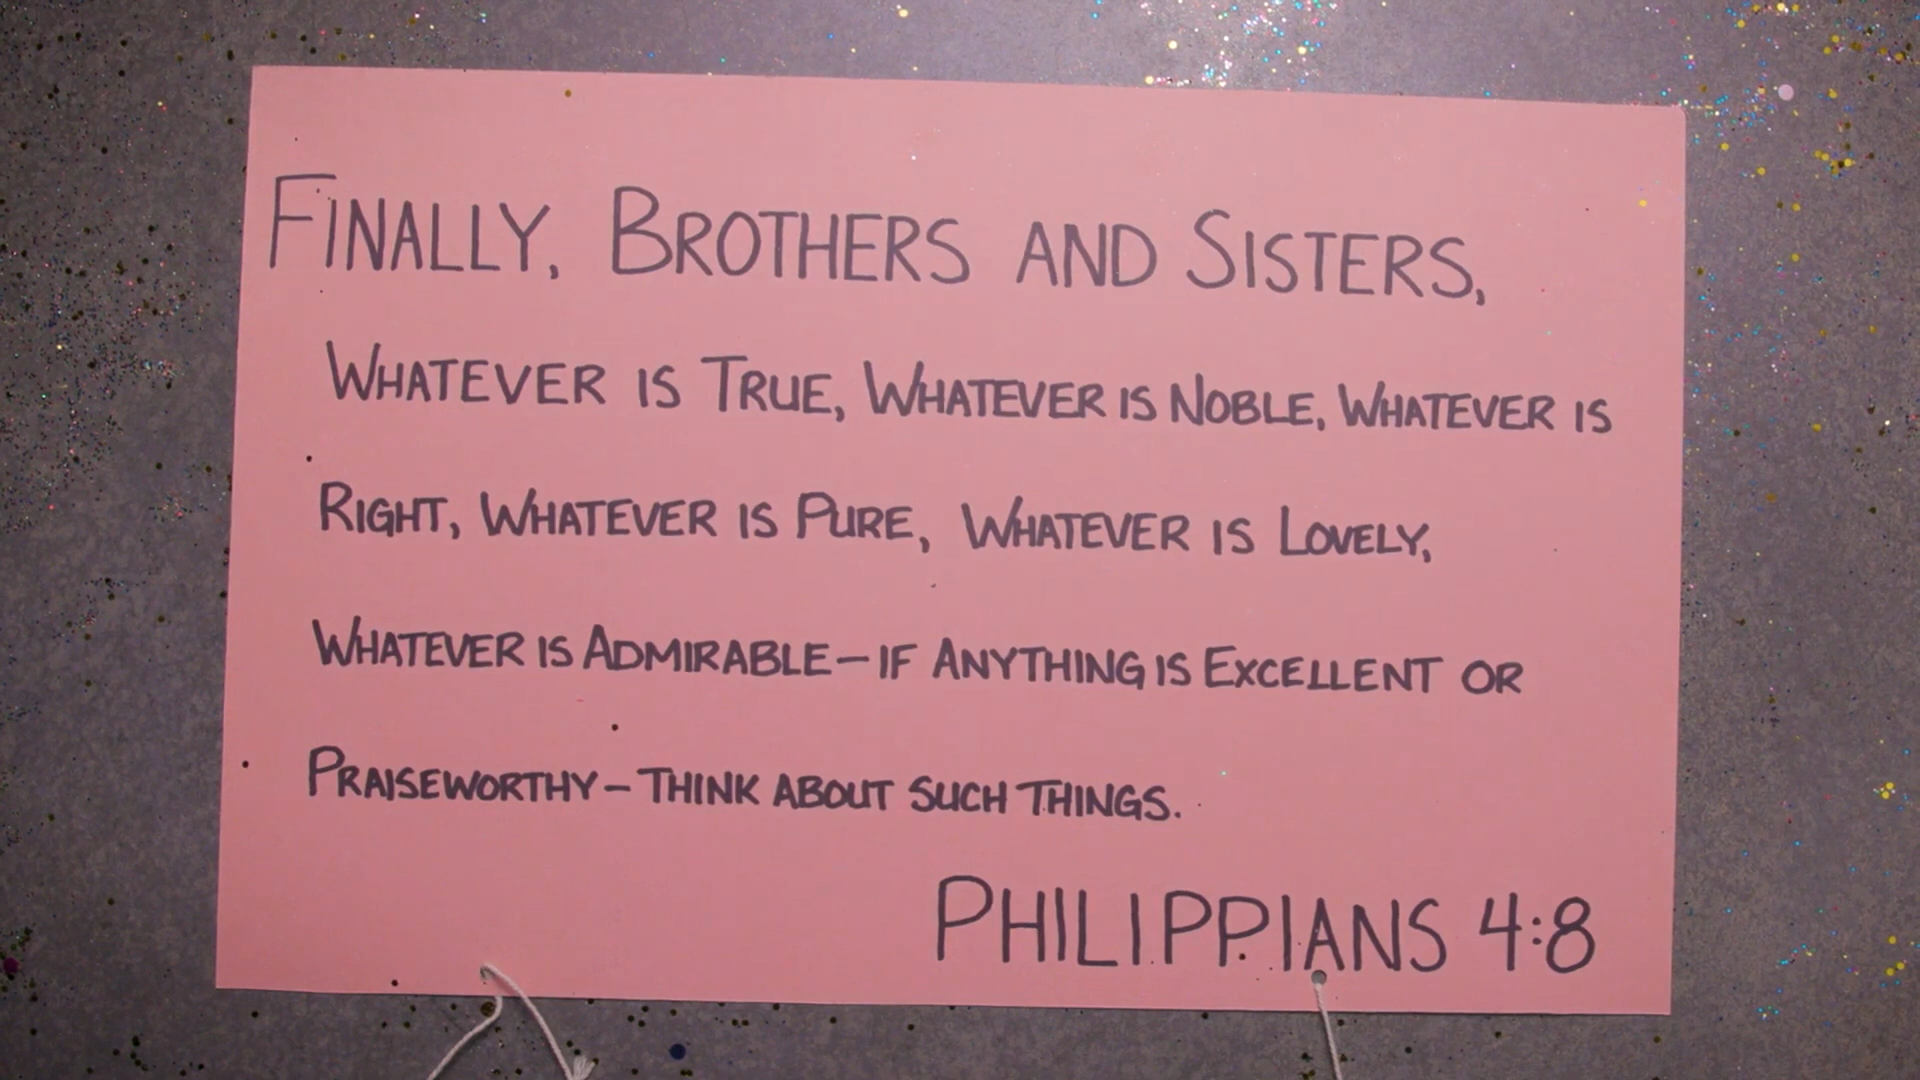 FINALLY, BROTHERS AND SISTERS,
WHATEVER IS TRUE, WHATEVER IS NOBLE, WHATEVER IS
RIGHT, WHATEVER IS PURE, WHATEVER IS LOVELY,
WHATEVER IS ADMIRABLE—IF ANYTHING IS EXCELLENT OR
PRAISEWORTHY—THINK ABOUT SUCH THINGS.
PHILIPPIANS 4:8